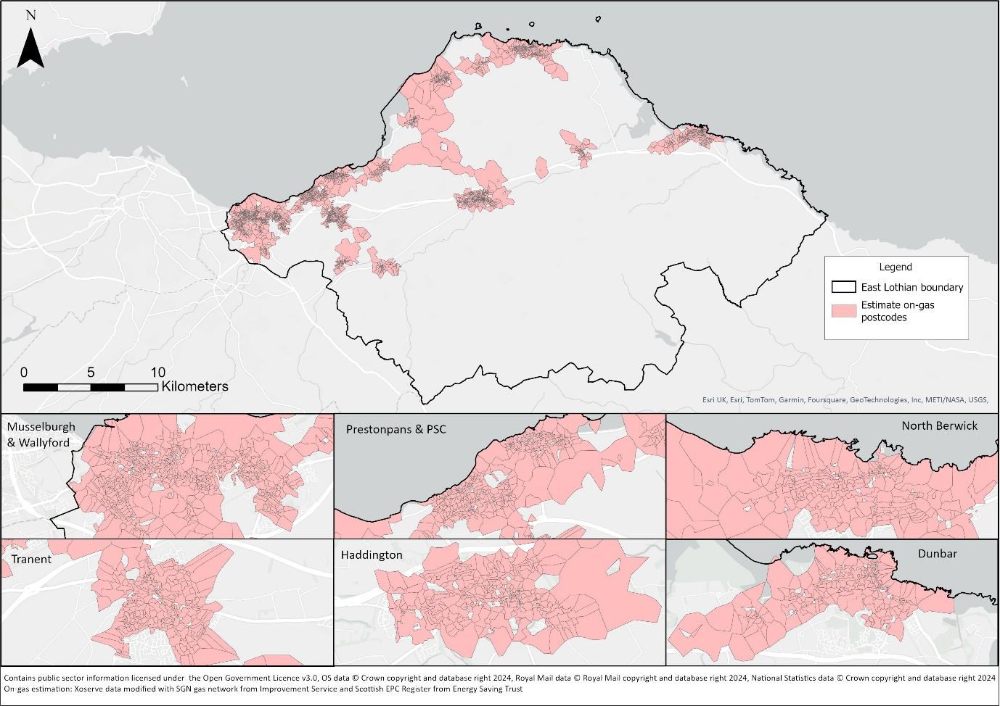 N
Legend
East Lothian boundary
Estimate on-gas
postcodes
0 5 10
Kilometers
Esri UK, Esri, TomTom, Garmin, Foursquare, GeoTechnologies, Inc, METI/NASA, USGS,
Musselburgh
& Wallyford
Prestonpans & PSC
North Berwick
Tranent
Haddington
Dunbar
Contains public sector information licensed under the Open Government Licence v3.0, OS data © Crown copyright and database right 2024, Royal Mail data © Royal Mail copyright and database right 2024, National Statistics data © Crown copyright and database right 2024
On-gas estimation: Xoserve data modified with SGN gas network from Improvement Service and Scottish EPC Register from Energy Saving Trust